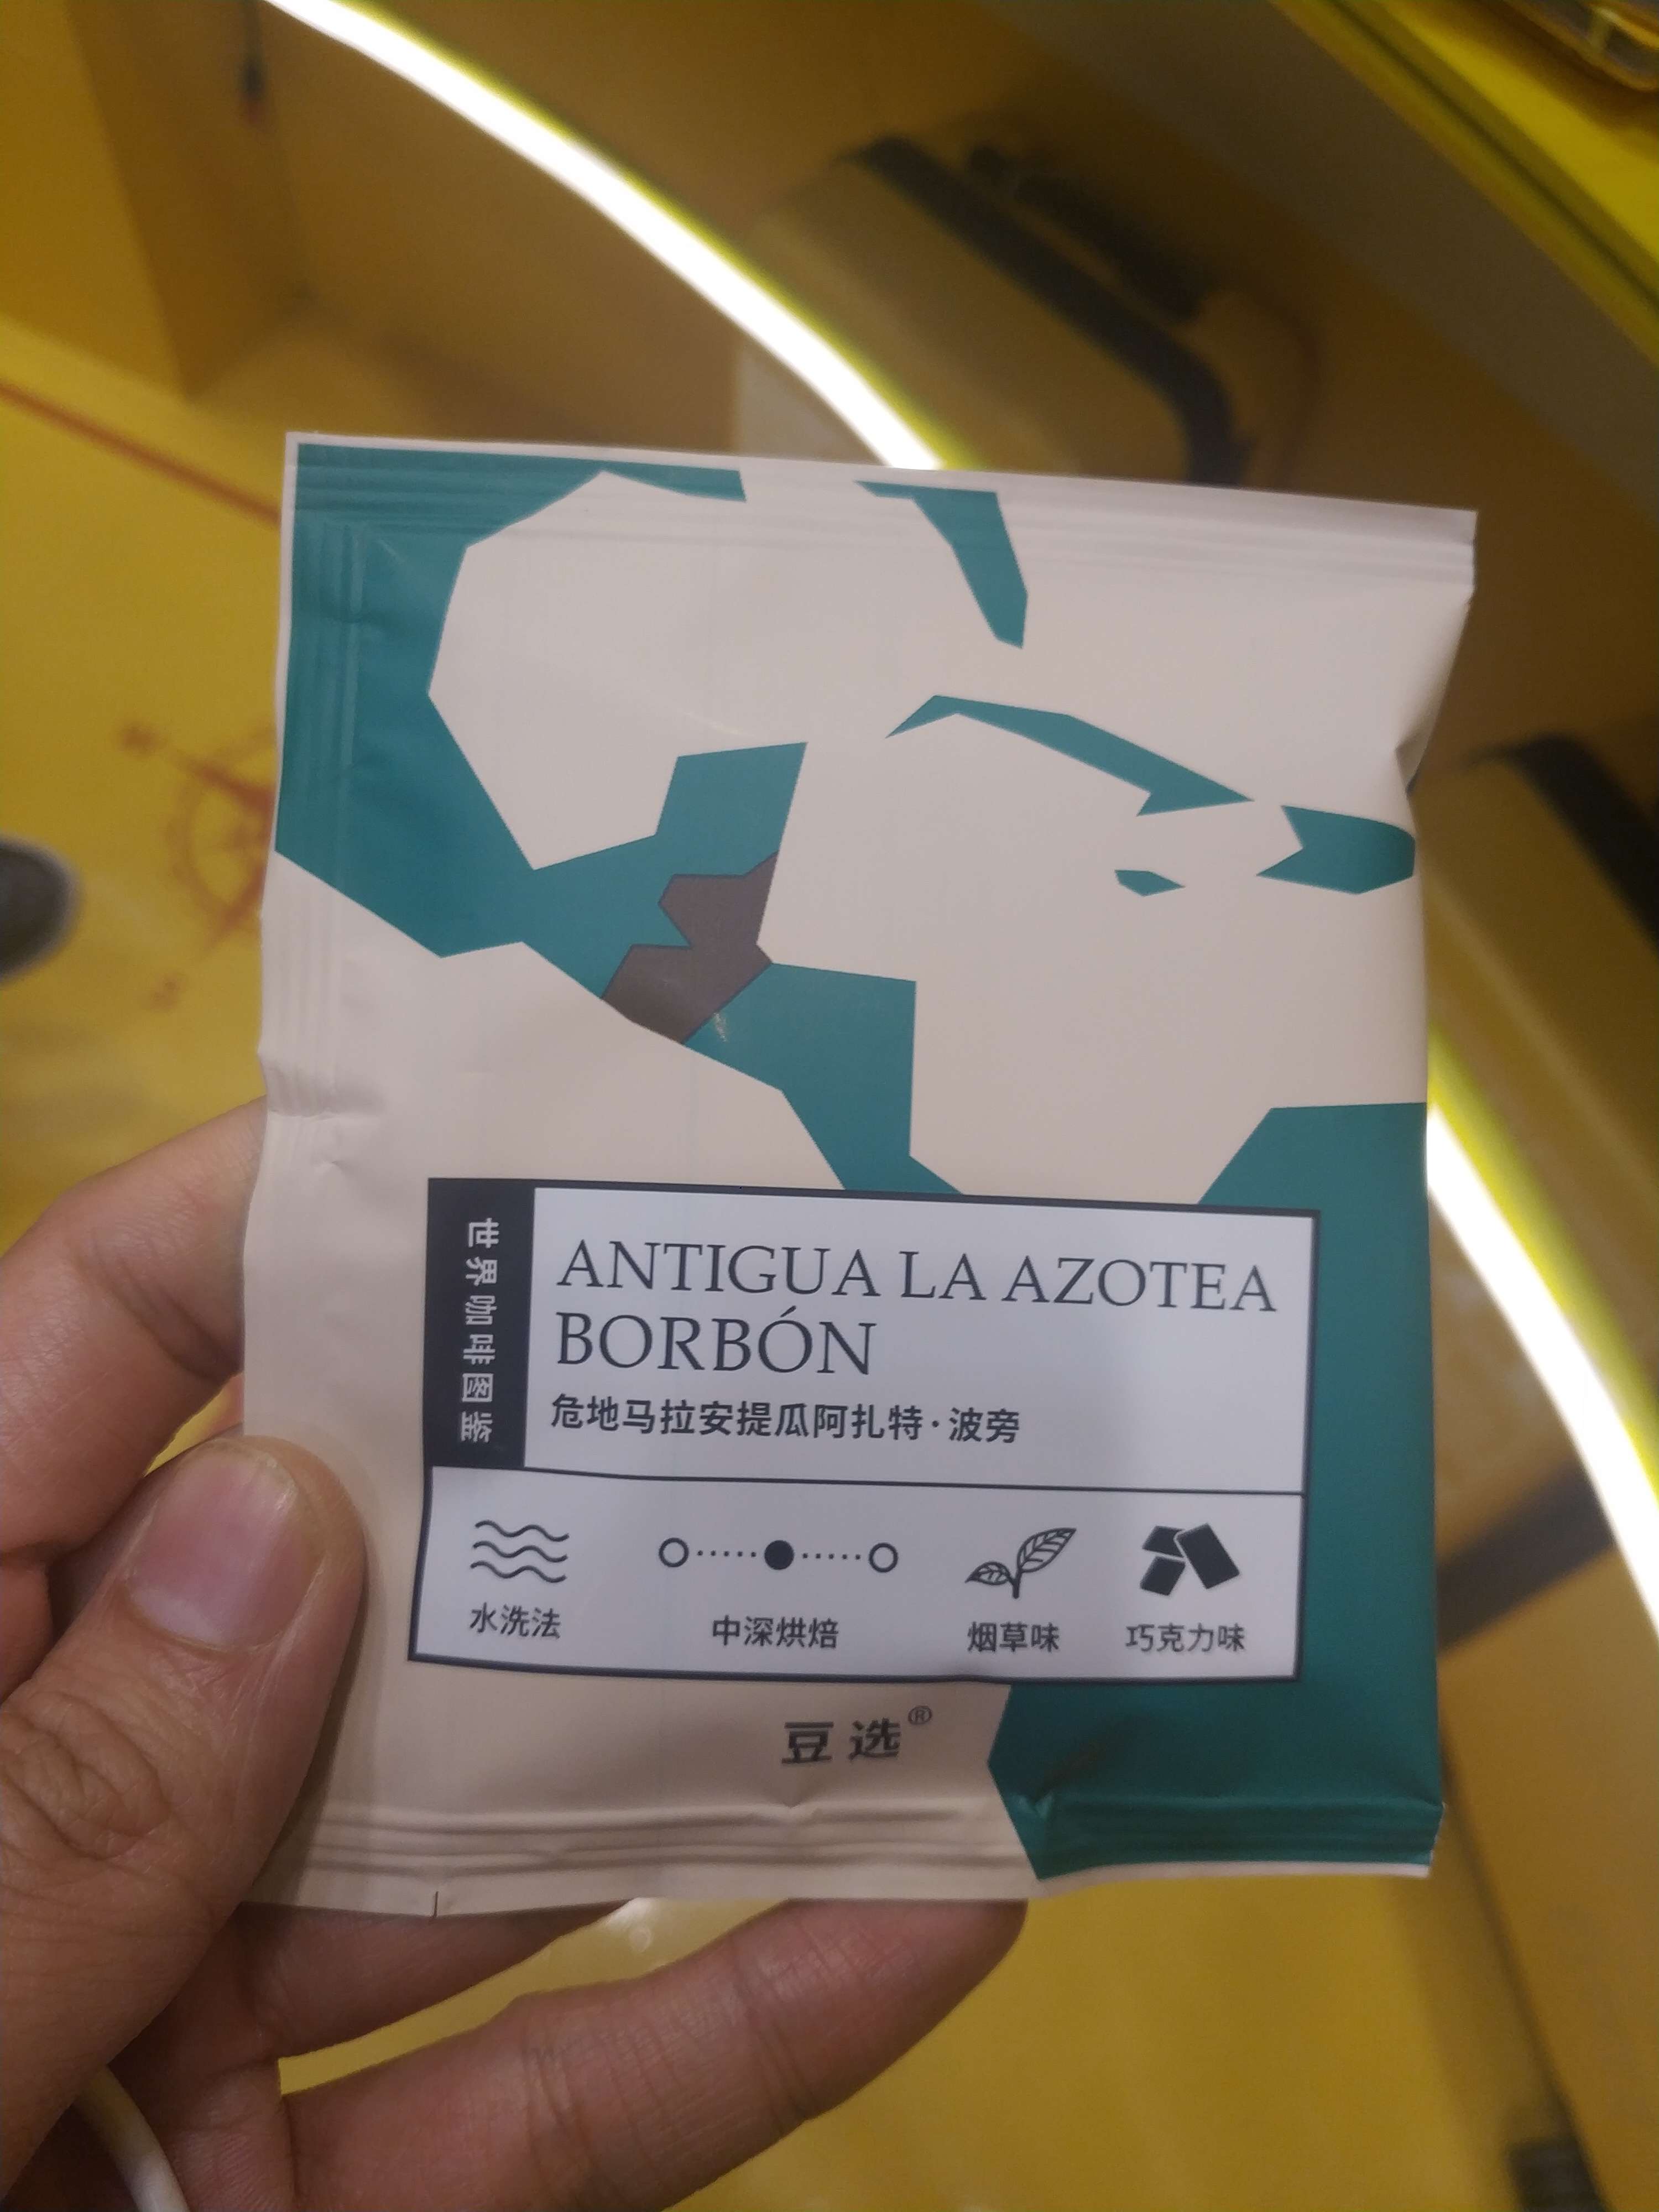 世界咖啡图鉴
ANTIGUA LA AZOTEA
BORBÓN
危地马拉安提瓜阿扎特·波旁
水洗法
中深烘焙
烟草味
巧克力味
豆选®